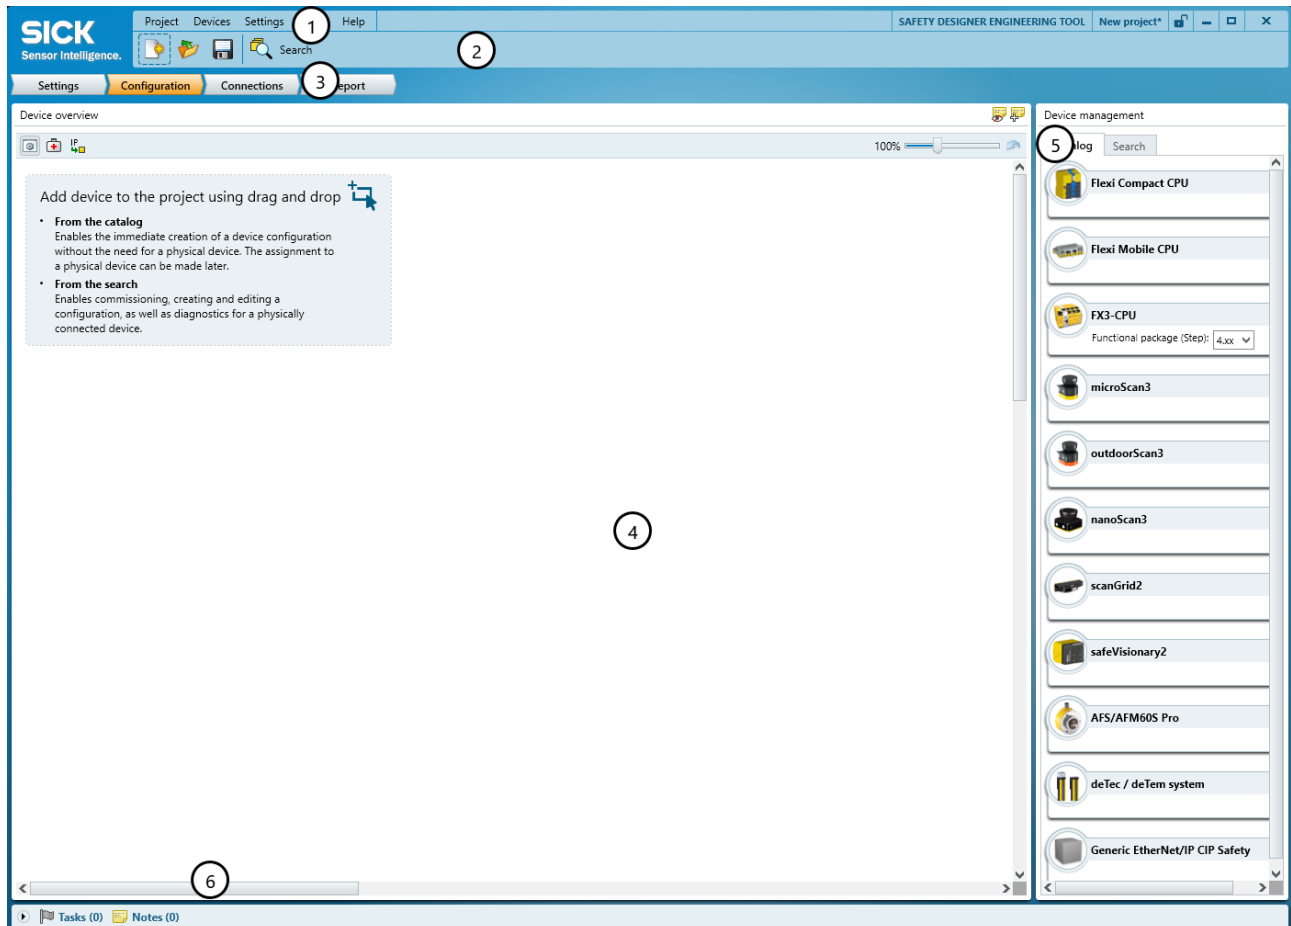 SICK
Sensor Intelligence.
Project Devices Settings 1 Help
SAFETY DESIGNER ENGINEERING TOOL New project*
Search
2
Settings Configuration Connections 3 eport
Device overview
IP
100%
Add device to the project using drag and drop
• From the catalog
Enables the immediate creation of a device configuration
without the need for a physical device. The assignment to
a physical device can be made later.
• From the search
Enables commissioning, creating and editing a
configuration, as well as diagnostics for a physically
connected device.
4
6
Device management
5 alog Search
Flexi Compact CPU
Flexi Mobile CPU
FX3-CPU
Functional package (Step): 4.xx
microScan3
outdoorScan3
nanoScan3
scanGrid2
safeVisionary2
AFS/AFM60S Pro
deTec / deTem system
Generic EtherNet/IP CIP Safety
Tasks (0) Notes (0)